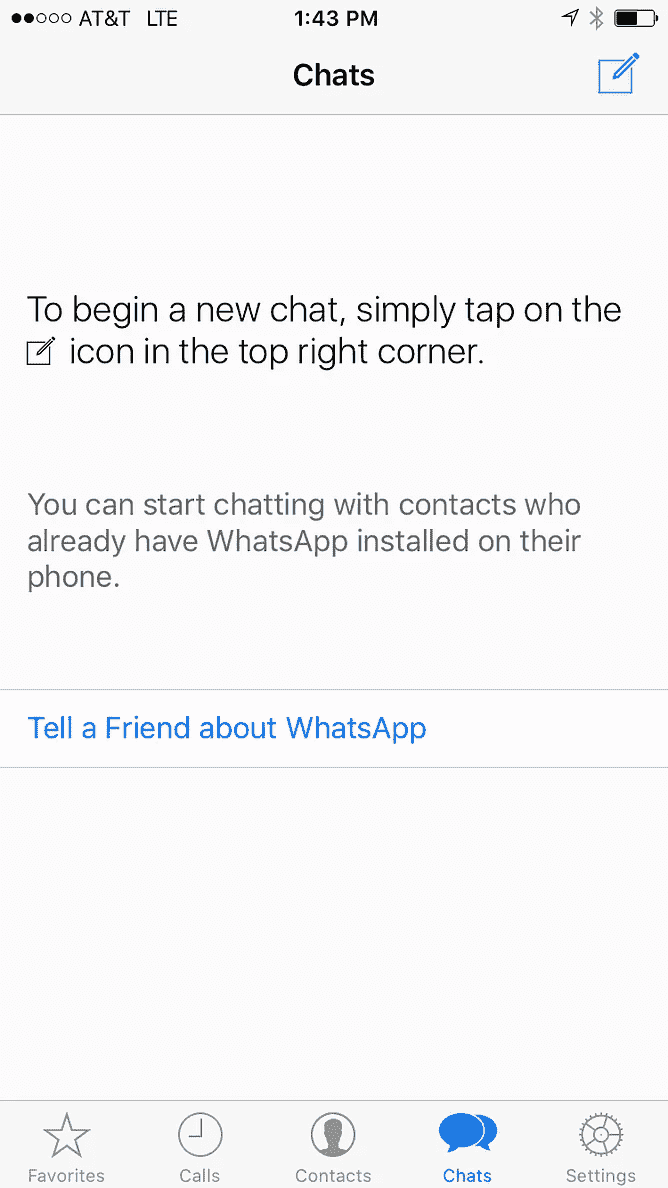 AT&T LTE 1:43 PM
Chats
To begin a new chat, simply tap on the
icon in the top right corner.
You can start chatting with contacts who
already have WhatsApp installed on their
phone.
Tell a Friend about WhatsApp
Favorites Calls Contacts Chats Settings